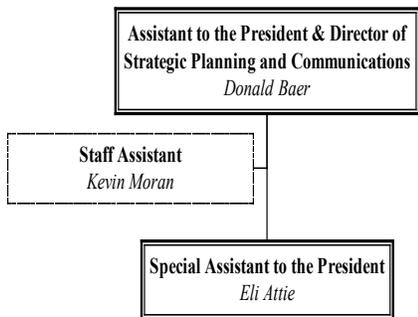 Assistant to the President & Director of
Strategic Planning and Communications
Donald Baer
Staff Assistant
Kevin Moran
Special Assistant to the President
Eli Attie